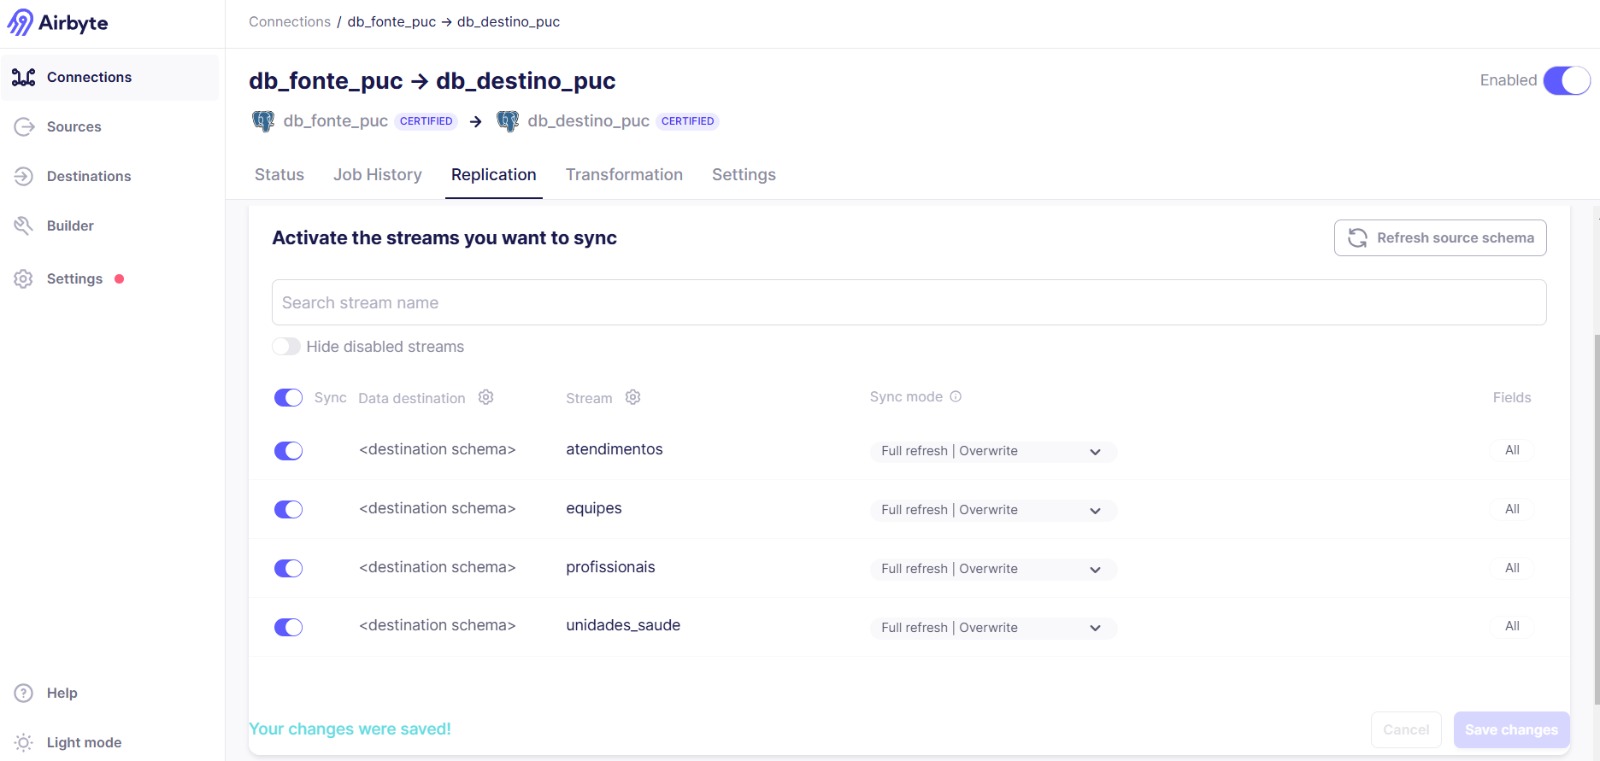 Airbyte
Connections / db_fonte_puc → db_destino_puc
Connections
Sources
Destinations
Builder
Settings
Help
Light mode
db_fonte_puc → db_destino_puc
Enabled
db_fonte_puc CERTIFIED → db_destino_puc CERTIFIED
Status Job History Replication Transformation Settings
Activate the streams you want to sync
Refresh source schema
Search stream name
Hide disabled streams
Sync Data destination Stream Sync mode Fields
<destination schema> atendimentos Full refresh | Overwrite All
<destination schema> equipes Full refresh | Overwrite All
<destination schema> profissionais Full refresh | Overwrite All
<destination schema> unidades_saude Full refresh | Overwrite All
Your changes were saved!
Cancel Save changes